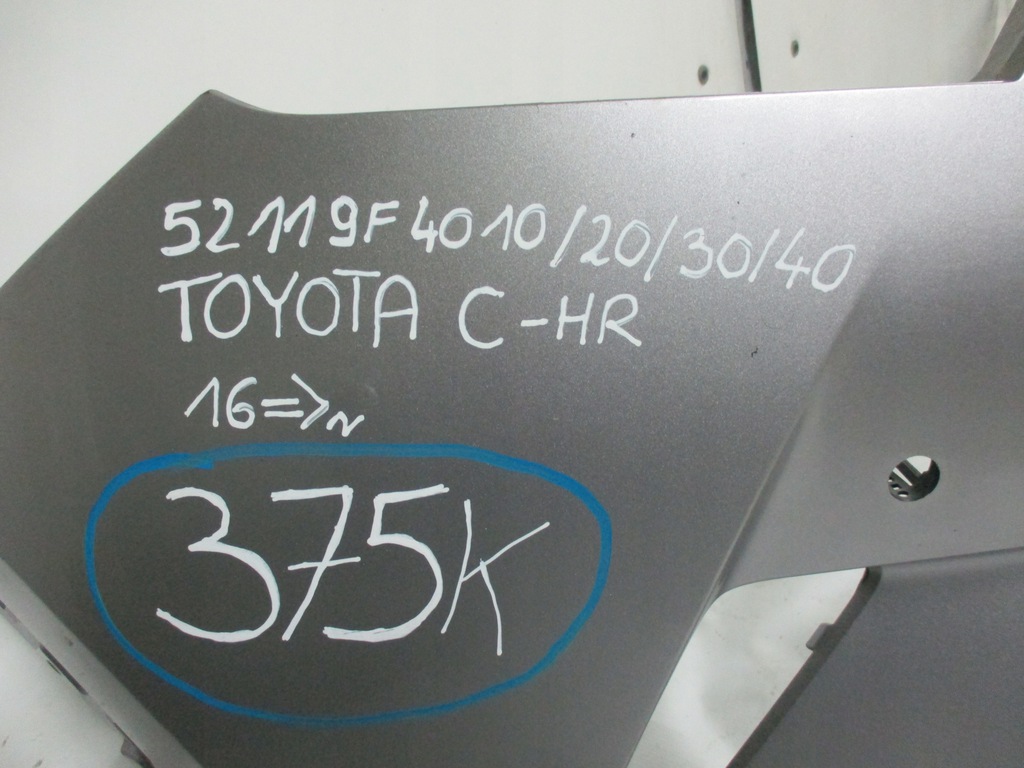 52119F4010/20/30/40
TOYOTA C-HR
16=>N
375K